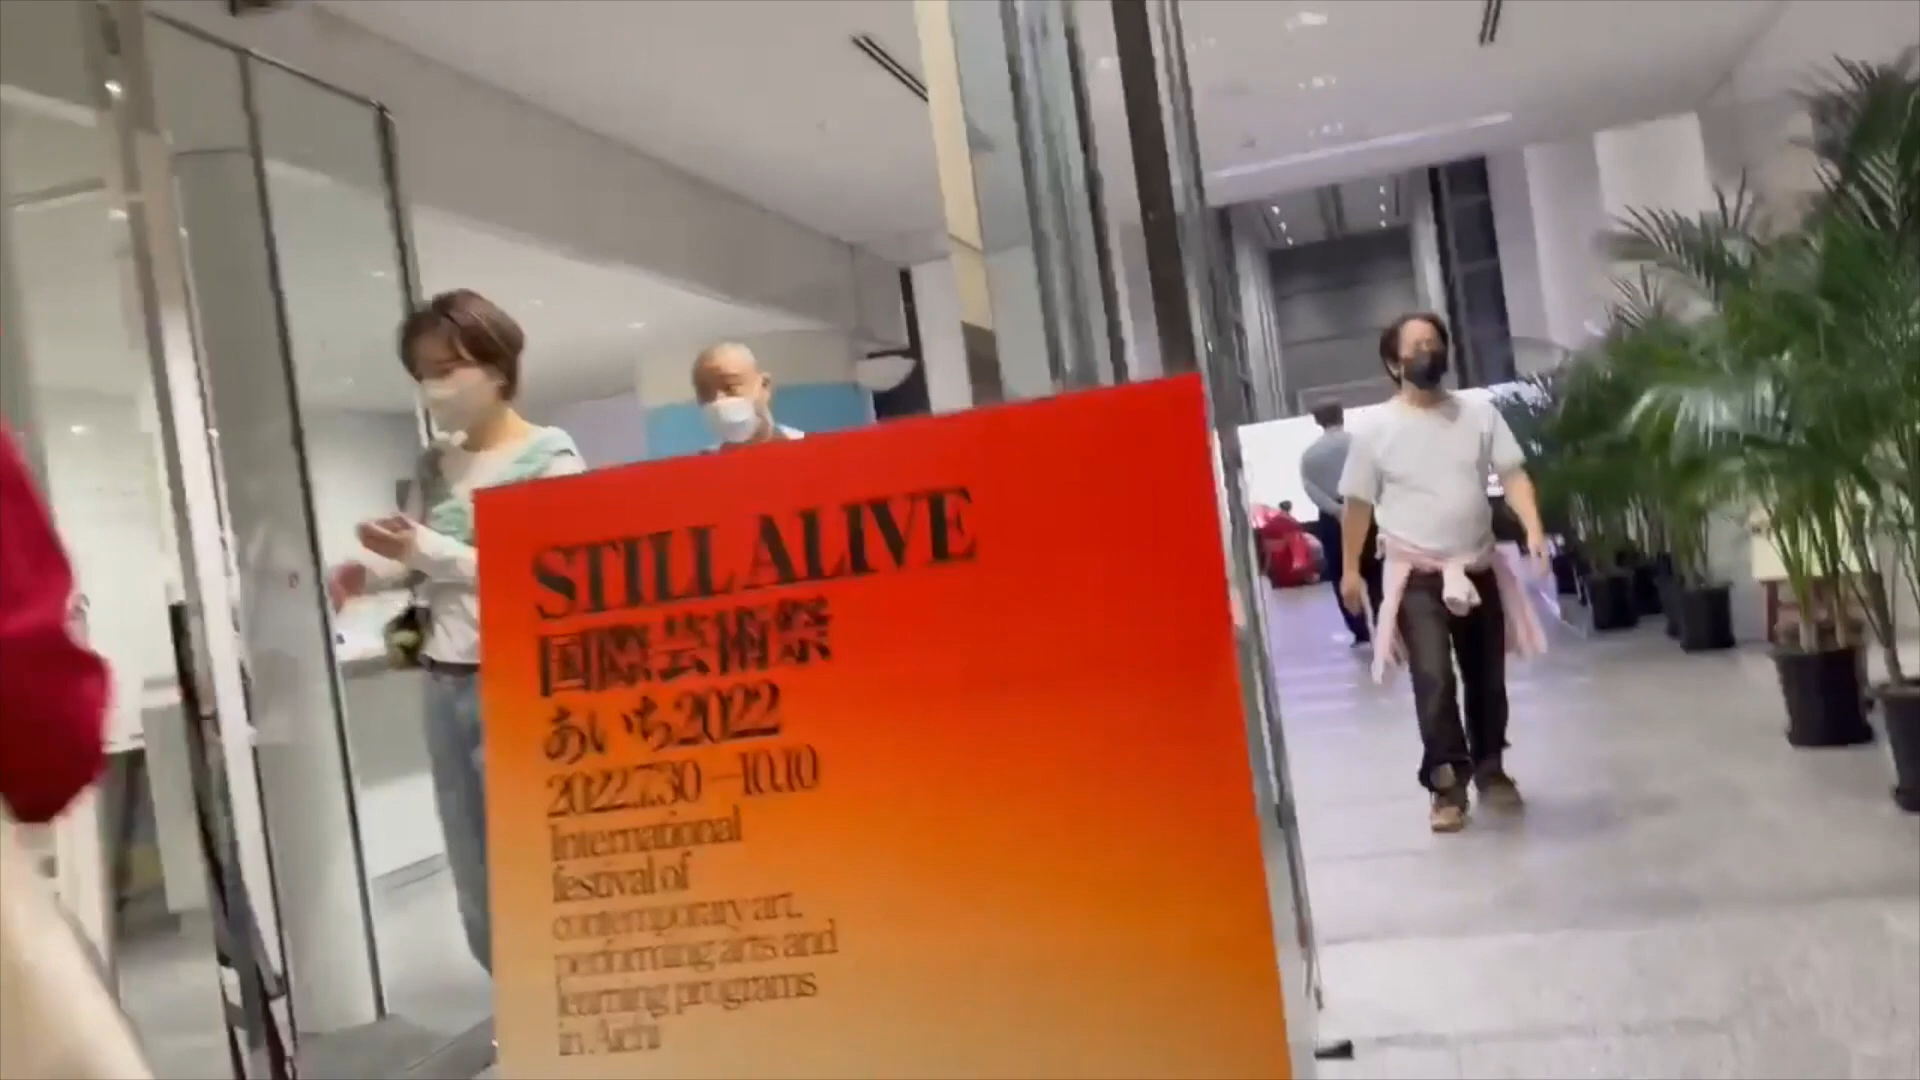 STILL ALIVE
国際芸術祭
あいち2022
2022.7.30—10.10
International
festival of
contemporary art,
performing arts and
learning programs
in Aichi